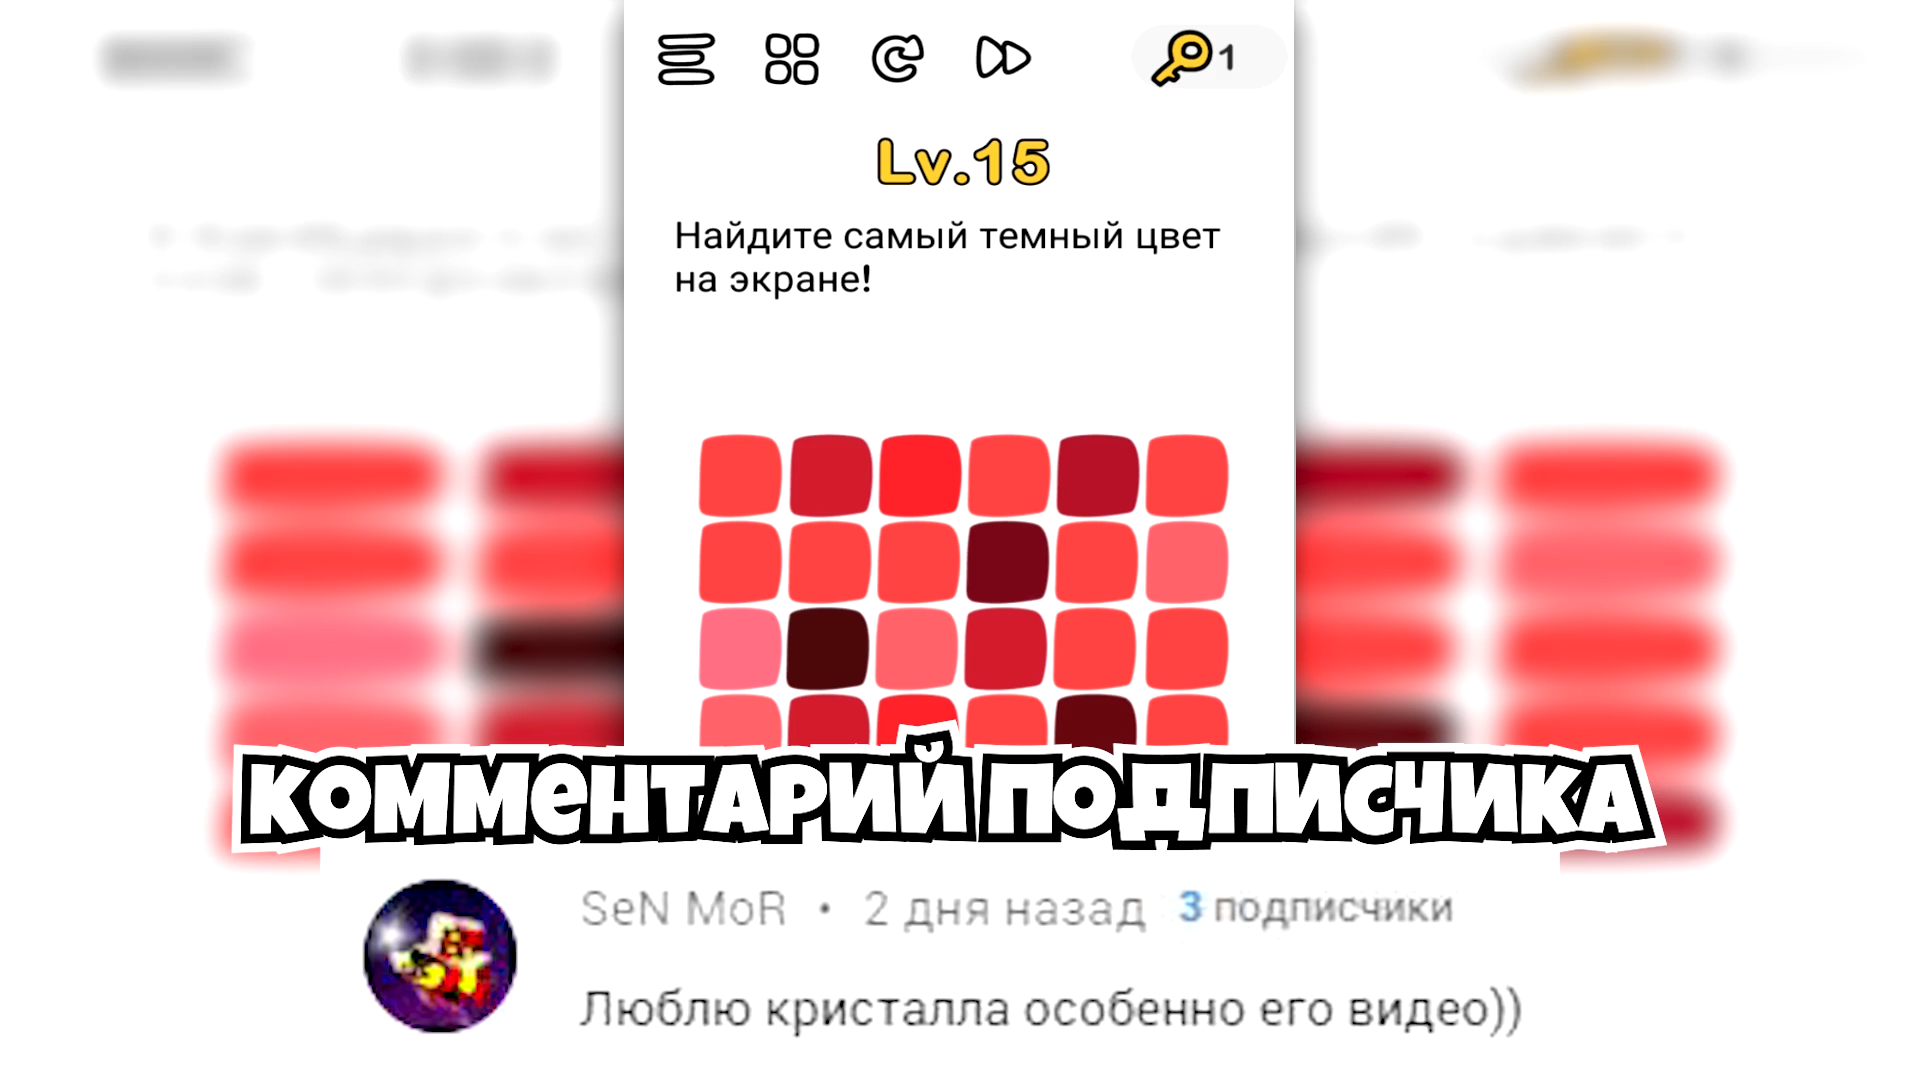 1
Lv.15
Найдите самый темный цвет
на экране!
КОММЕНТАРИЙ ПОДПИСЧИКА
SeN MoR • 2 дня назад 3 подписчики
Люблю кристалла особенно его видео))